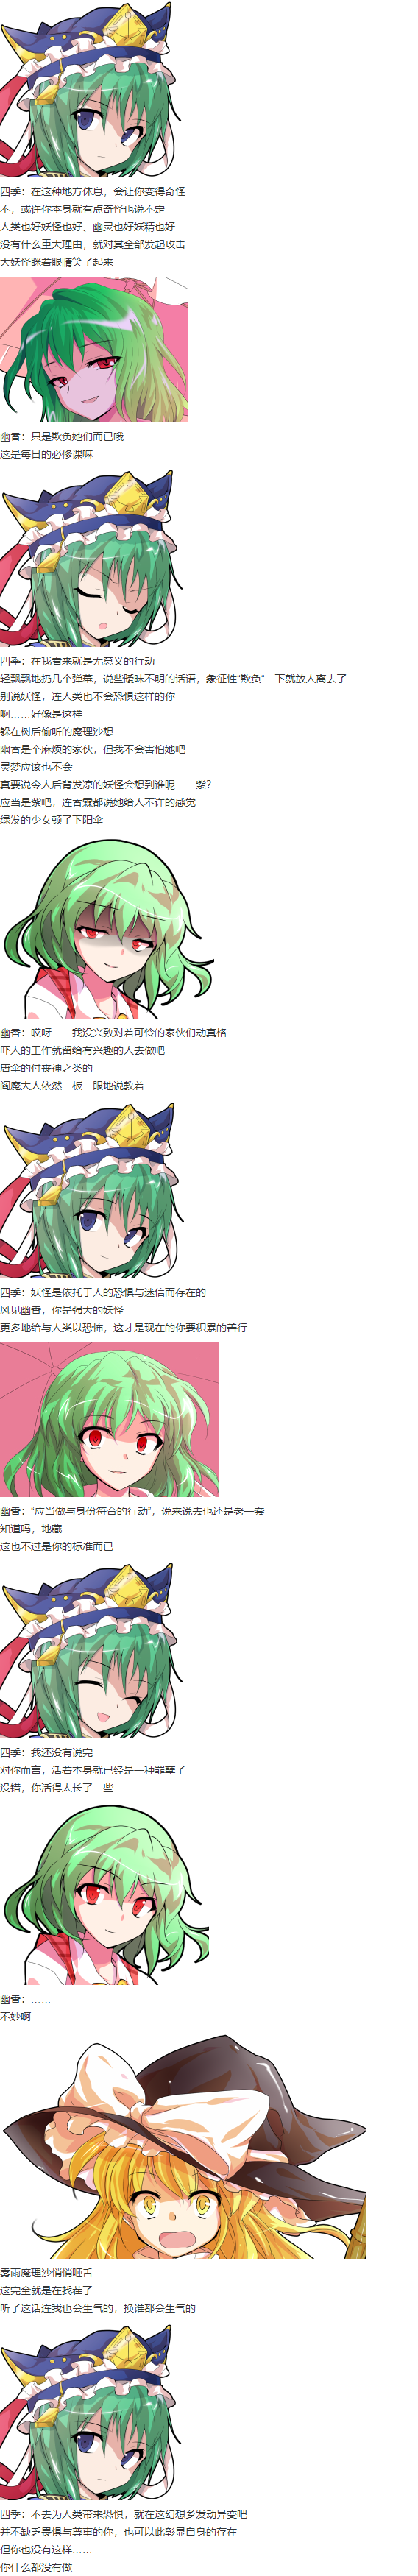 四季：在这种地方休息，会让你变得奇怪
不，或许你本身就有点奇怪也说不定
人类也好妖怪也好、幽灵也好妖精也好
没有什么重大理由，就对其全部发起攻击
大妖怪眯着眼睛笑了起来
幽香：只是欺负她们而已哦
这是每日的必修课嘛
四季：在我看来就是无意义的行动
轻飘飘地扔几个弹幕，说些暧昧不明的话语，象征性“欺负”一下就放人离去了
别说妖怪，连人类也不会恐惧这样的你
啊……好像是这样
躲在树后偷听的魔理沙想
幽香是个麻烦的家伙，但我不会害怕她吧
灵梦应该也不会
真要说令人后背发凉的妖怪会想到谁呢……紫？
应当是紫吧，连香霖都说她给人不详的感觉
绿发的少女顿了下阳伞
幽香：哎呀……我没兴致对着可怜的家伙们动真格
吓人的工作就留给有兴趣的人去做吧
唐伞的付丧神之类的
阎魔大人依然一板一眼地说教着
四季：妖怪是依托于人的恐惧与迷信而存在的
风见幽香，你是强大的妖怪
更多地给与人类以恐怖，这才是现在的你要积累的善行
幽香：“应当做与身份符合的行动”，说来说去也还是老一套
知道吗，地藏
这也不过是你的标准而已
四季：我还没有说完
对你而言，活着本身就已经是一种罪孽了
没错，你活得太长了一些
幽香：……
不妙啊
雾雨魔理沙悄悄咂舌
这完全就是在找茬了
听了这话连我也会生气的，换谁都会生气的
四季：不去为人类带来恐惧，就在这幻想乡发动异变吧
并不缺乏畏惧与尊重的你，也可以此彰显自身的存在
但你也没有这样……
你什么都没有做